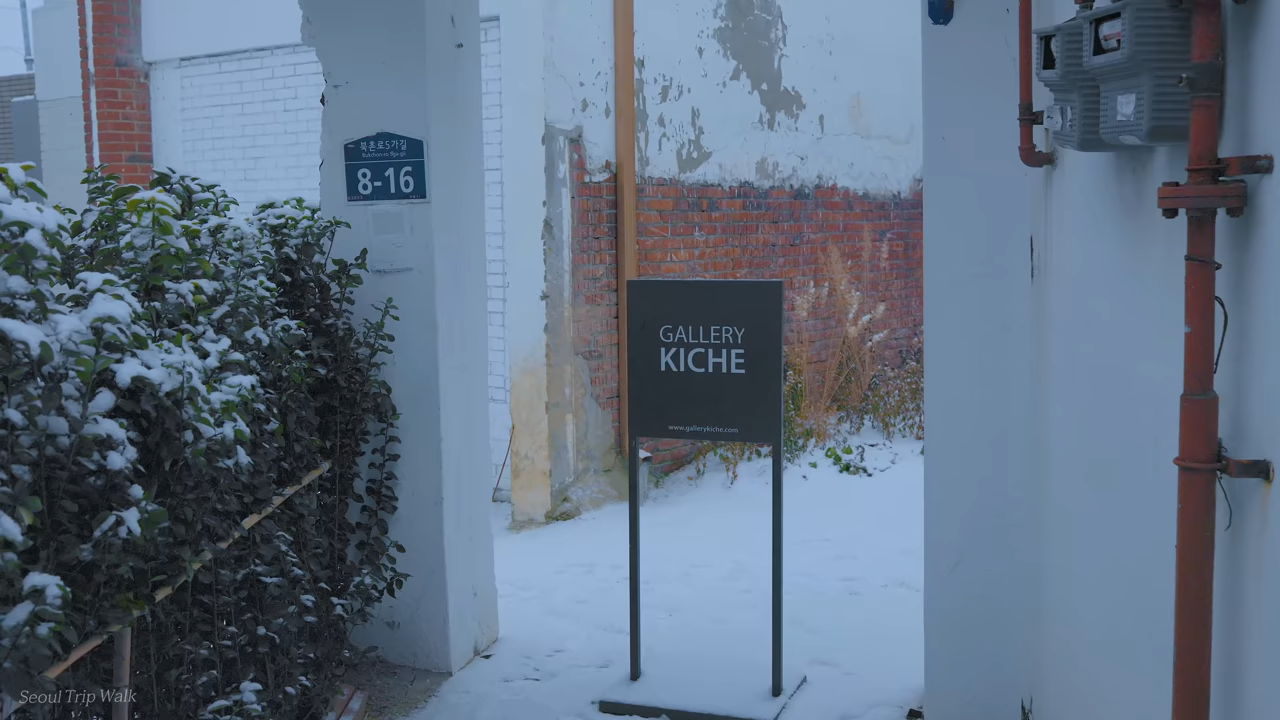 북촌로5가길
Bukchon-ro 5ga-gil
8-16
GALLERY
KICHE
www.gallerykiche.com
Seoul Trip Walk